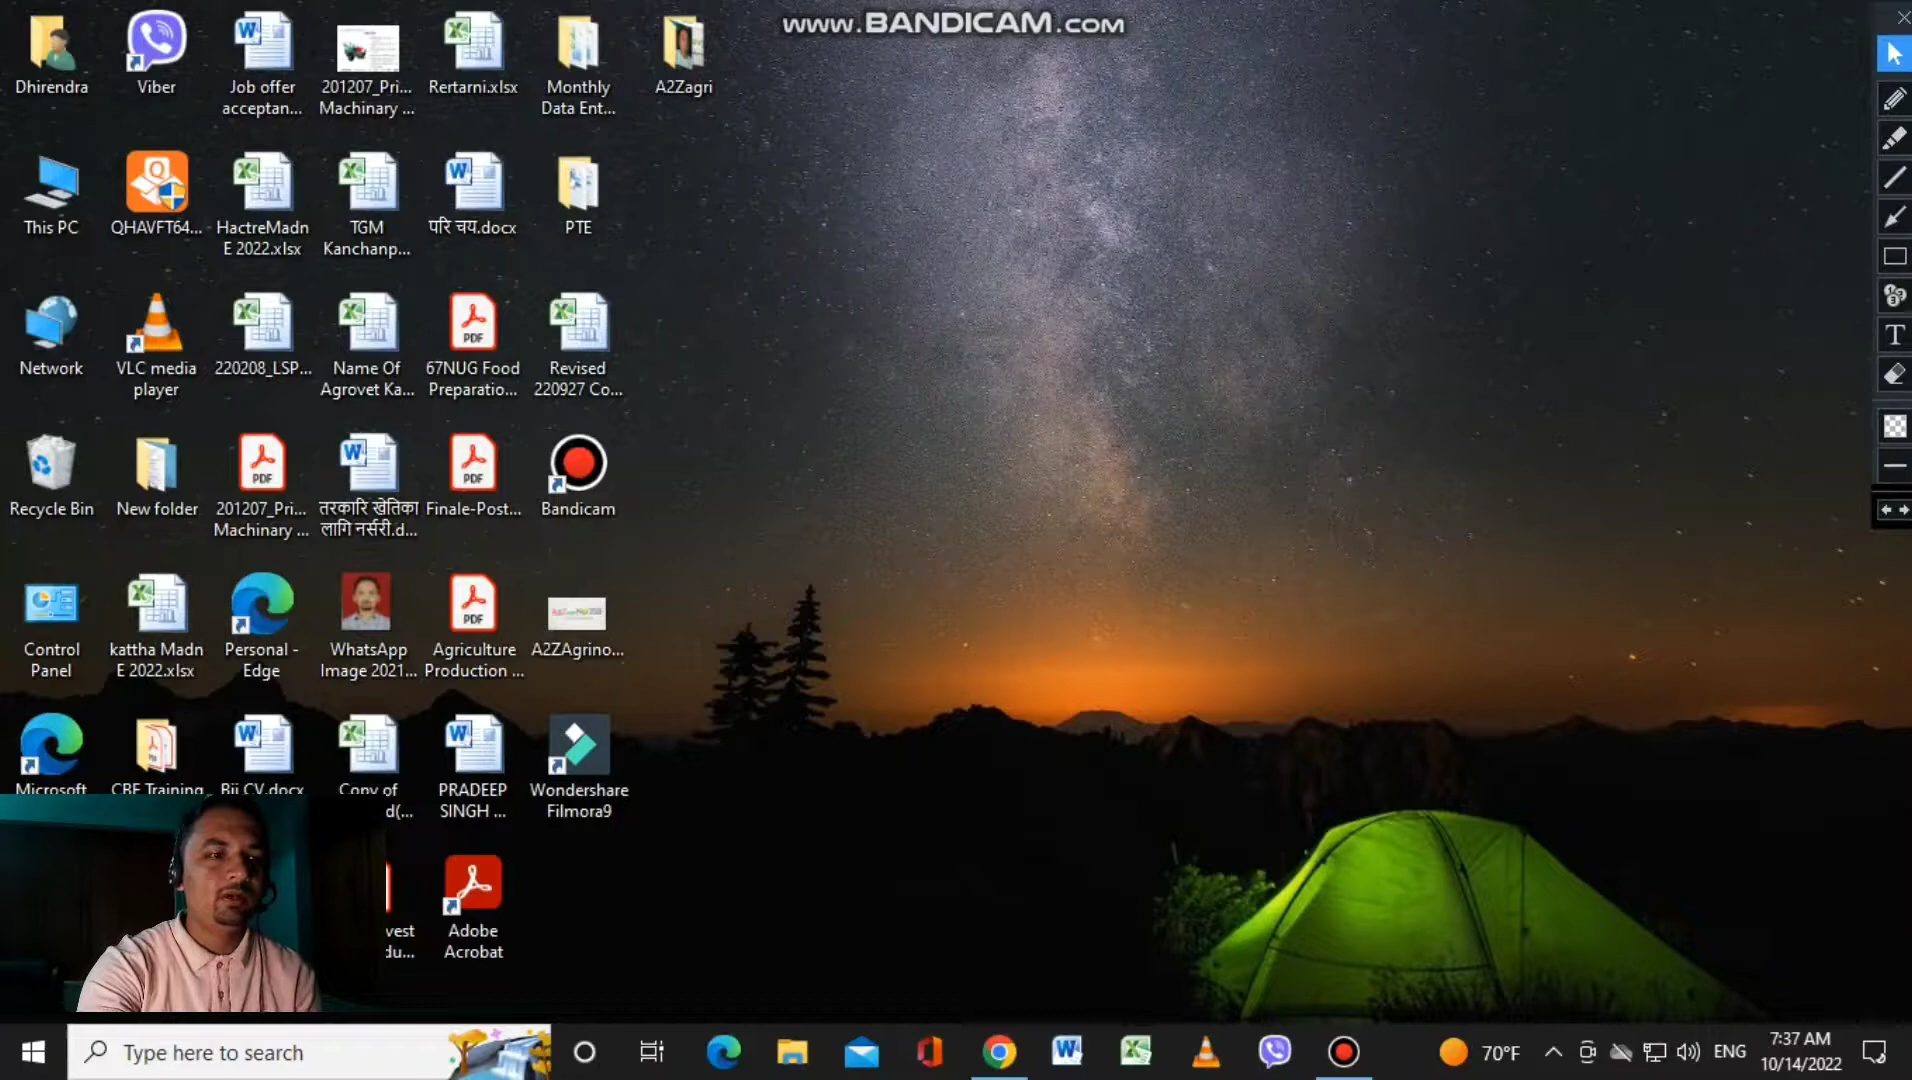 www.BANDICAM.com
Dhirendra
Viber
Job offer
acceptan...
201207_Pri...
Machinary ...
Rertarni.xlsx
Monthly
Data Ent...
A2Zagri
This PC
QHAVFT64...
HactreMadn
E 2022.xlsx
TGM
Kanchanp...
परि चय.docx
PTE
Network
VLC media
player
220208_LSP...
Name Of
Agrovet Ka...
67NUG Food
Preparatio...
Revised
220927 Co...
Recycle Bin
New folder
201207_Pri...
Machinary ...
तरकारि खेतिका
लागि नर्सरी.d...
Finale-Post...
Bandicam
Control
Panel
kattha Madn
E 2022.xlsx
Personal -
Edge
WhatsApp
Image 2021...
Agriculture
Production ...
A2ZAgrino...
Microsoft
CBE Training
Bii CV.docx
Copy of
d(...
PRADEEP
SINGH ...
Wondershare
Filmora9
vest
du...
Adobe
Acrobat
Type here to search
70°F
ENG
7:37 AM
10/14/2022